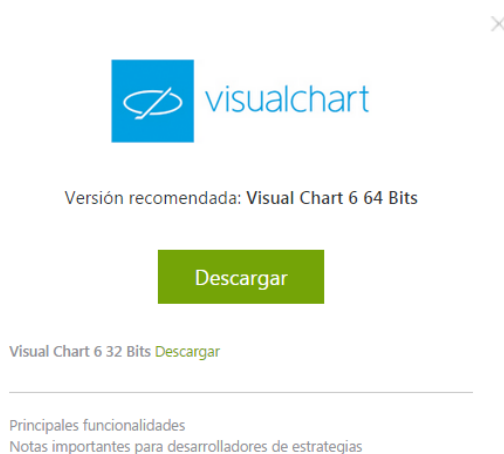 visualchart
Versión recomendada: Visual Chart 6 64 Bits
Descargar
Visual Chart 6 32 Bits Descargar
Principales funcionalidades
Notas importantes para desarrolladores de estrategias